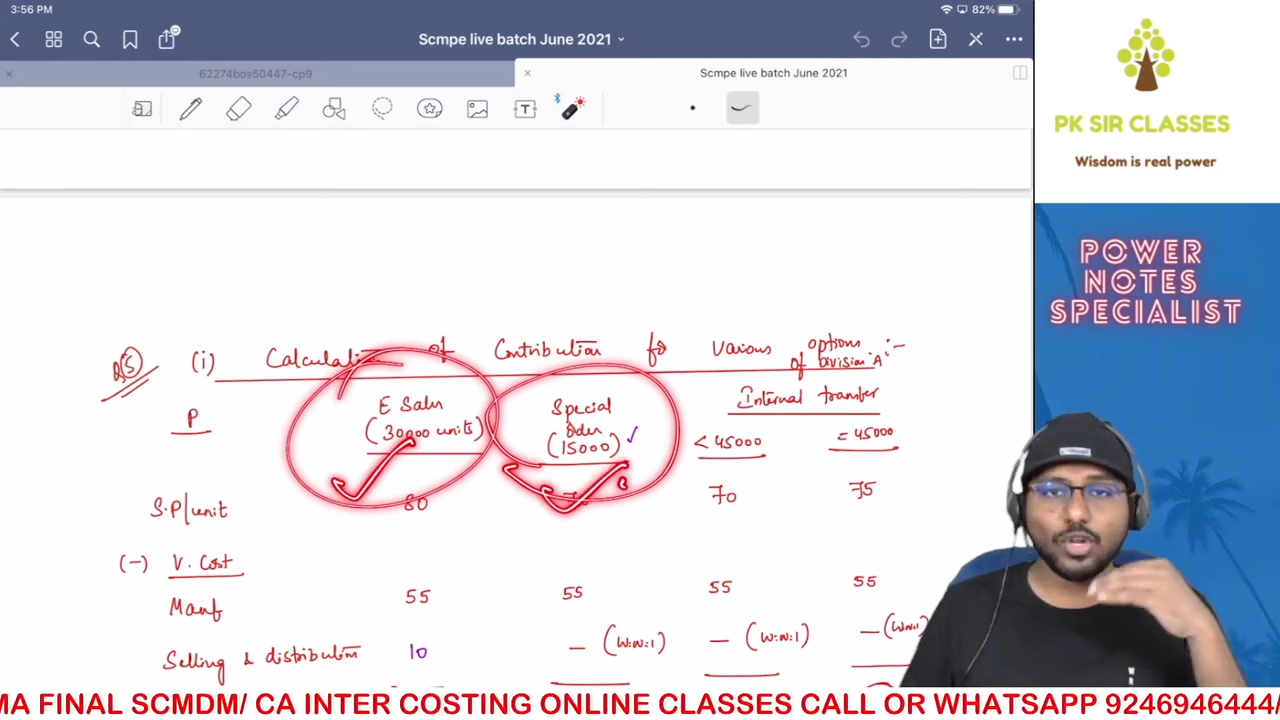 3:56 PM 82%
Scmpe live batch June 2021
62274bos50447-cp9
Scmpe live batch June 2021
PK SIR CLASSES
Wisdom is real power
POWER
NOTES
SPECIALIST
Q5 (i) Calculation of Contribution for Various options of Division 'A' :-
P E Sales Special order Internal transfer
(30000 units) (15000) < 45000 = 45000
S.P/unit 80 70 75
(-) V. Cost
Manf 55 55 55 55
Selling & distribution 10 — (W.N:1) — (W.N:1) — (W.N:1)
MA FINAL SCMDM/ CA INTER COSTING ONLINE CLASSES CALL OR WHATSAPP 9246946444/